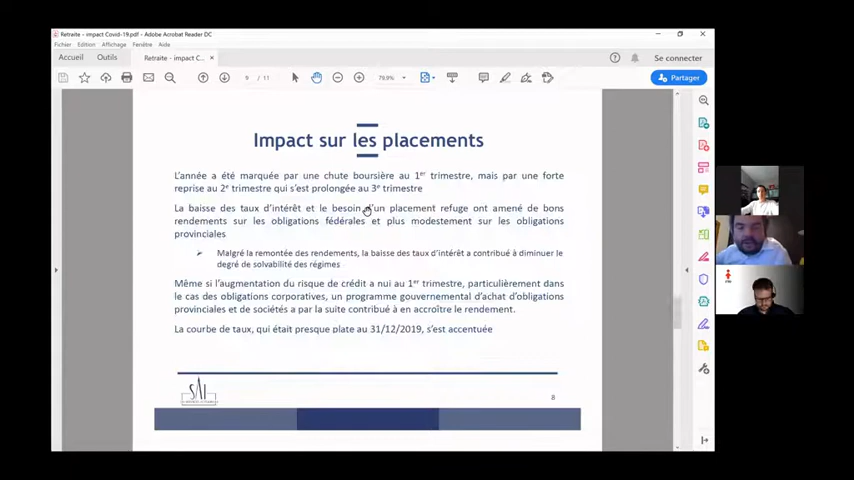 Retraite - impact Covid-19.pdf - Adobe Acrobat Reader DC
Fichier Edition Affichage Fenêtre Aide
Accueil Outils Retraite - impact C... × Se connecter
9 / 11 79,9% Partager
Impact sur les placements
L'année a été marquée par une chute boursière au 1er trimestre, mais par une forte
reprise au 2e trimestre qui s'est prolongée au 3e trimestre
La baisse des taux d'intérêt et le besoin d'un placement refuge ont amené de bons
rendements sur les obligations fédérales et plus modestement sur les obligations
provinciales
➢ Malgré la remontée des rendements, la baisse des taux d'intérêt a contribué à diminuer le
degré de solvabilité des régimes
Même si l'augmentation du risque de crédit a nui au 1er trimestre, particulièrement dans
le cas des obligations corporatives, un programme gouvernemental d'achat d'obligations
provinciales et de sociétés a par la suite contribué à en accroître le rendement.
La courbe de taux, qui était presque plate au 31/12/2019, s'est accentuée
SAI
8